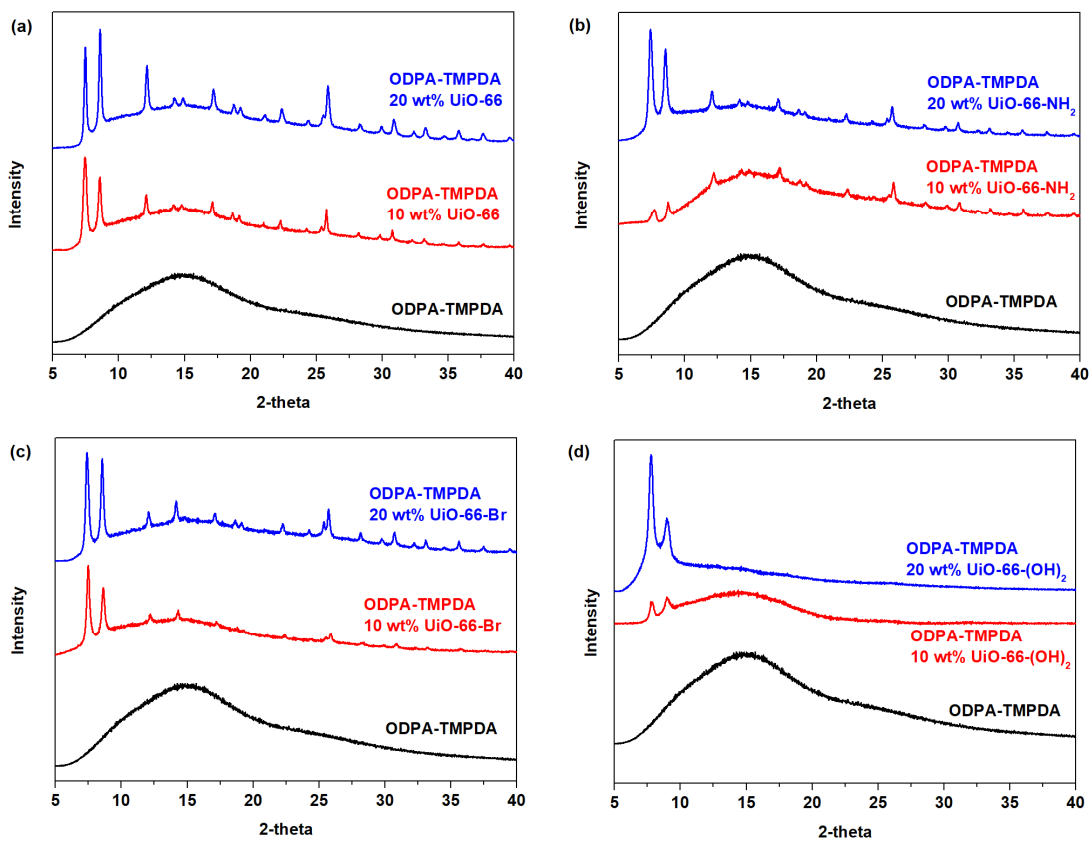 (a)
ODPA-TMPDA
20 wt% UiO-66
ODPA-TMPDA
10 wt% UiO-66
ODPA-TMPDA
Intensity
5 10 15 20 25 30 35 40
2-theta
(b)
ODPA-TMPDA
20 wt% UiO-66-NH₂
ODPA-TMPDA
10 wt% UiO-66-NH₂
ODPA-TMPDA
Intensity
5 10 15 20 25 30 35 40
2-theta
(c)
ODPA-TMPDA
20 wt% UiO-66-Br
ODPA-TMPDA
10 wt% UiO-66-Br
ODPA-TMPDA
Intensity
5 10 15 20 25 30 35 40
2-theta
(d)
ODPA-TMPDA
20 wt% UiO-66-(OH)₂
ODPA-TMPDA
10 wt% UiO-66-(OH)₂
ODPA-TMPDA
Intensity
5 10 15 20 25 30 35 40
2-theta